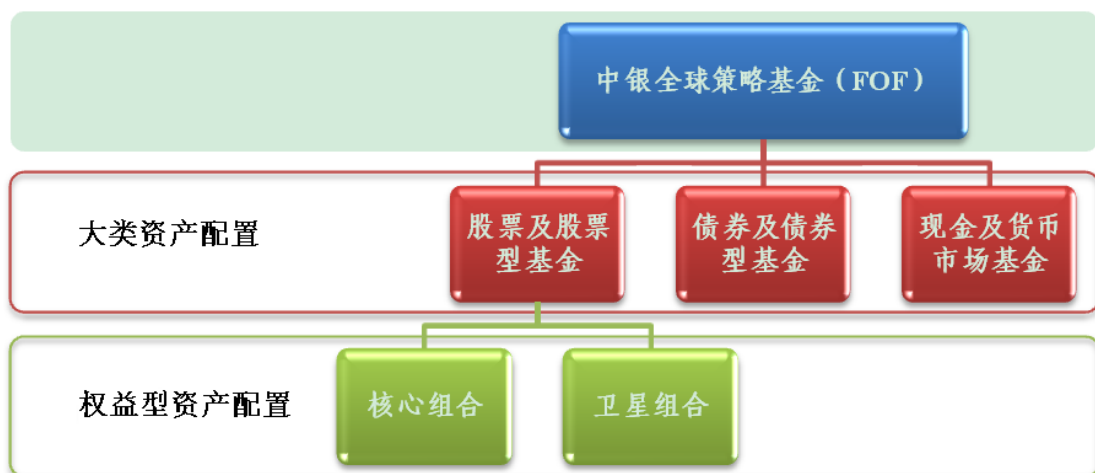 中银全球策略基金（FOF）
大类资产配置
股票及股票
型基金
债券及债券
型基金
现金及货币
市场基金
权益型资产配置
核心组合
卫星组合